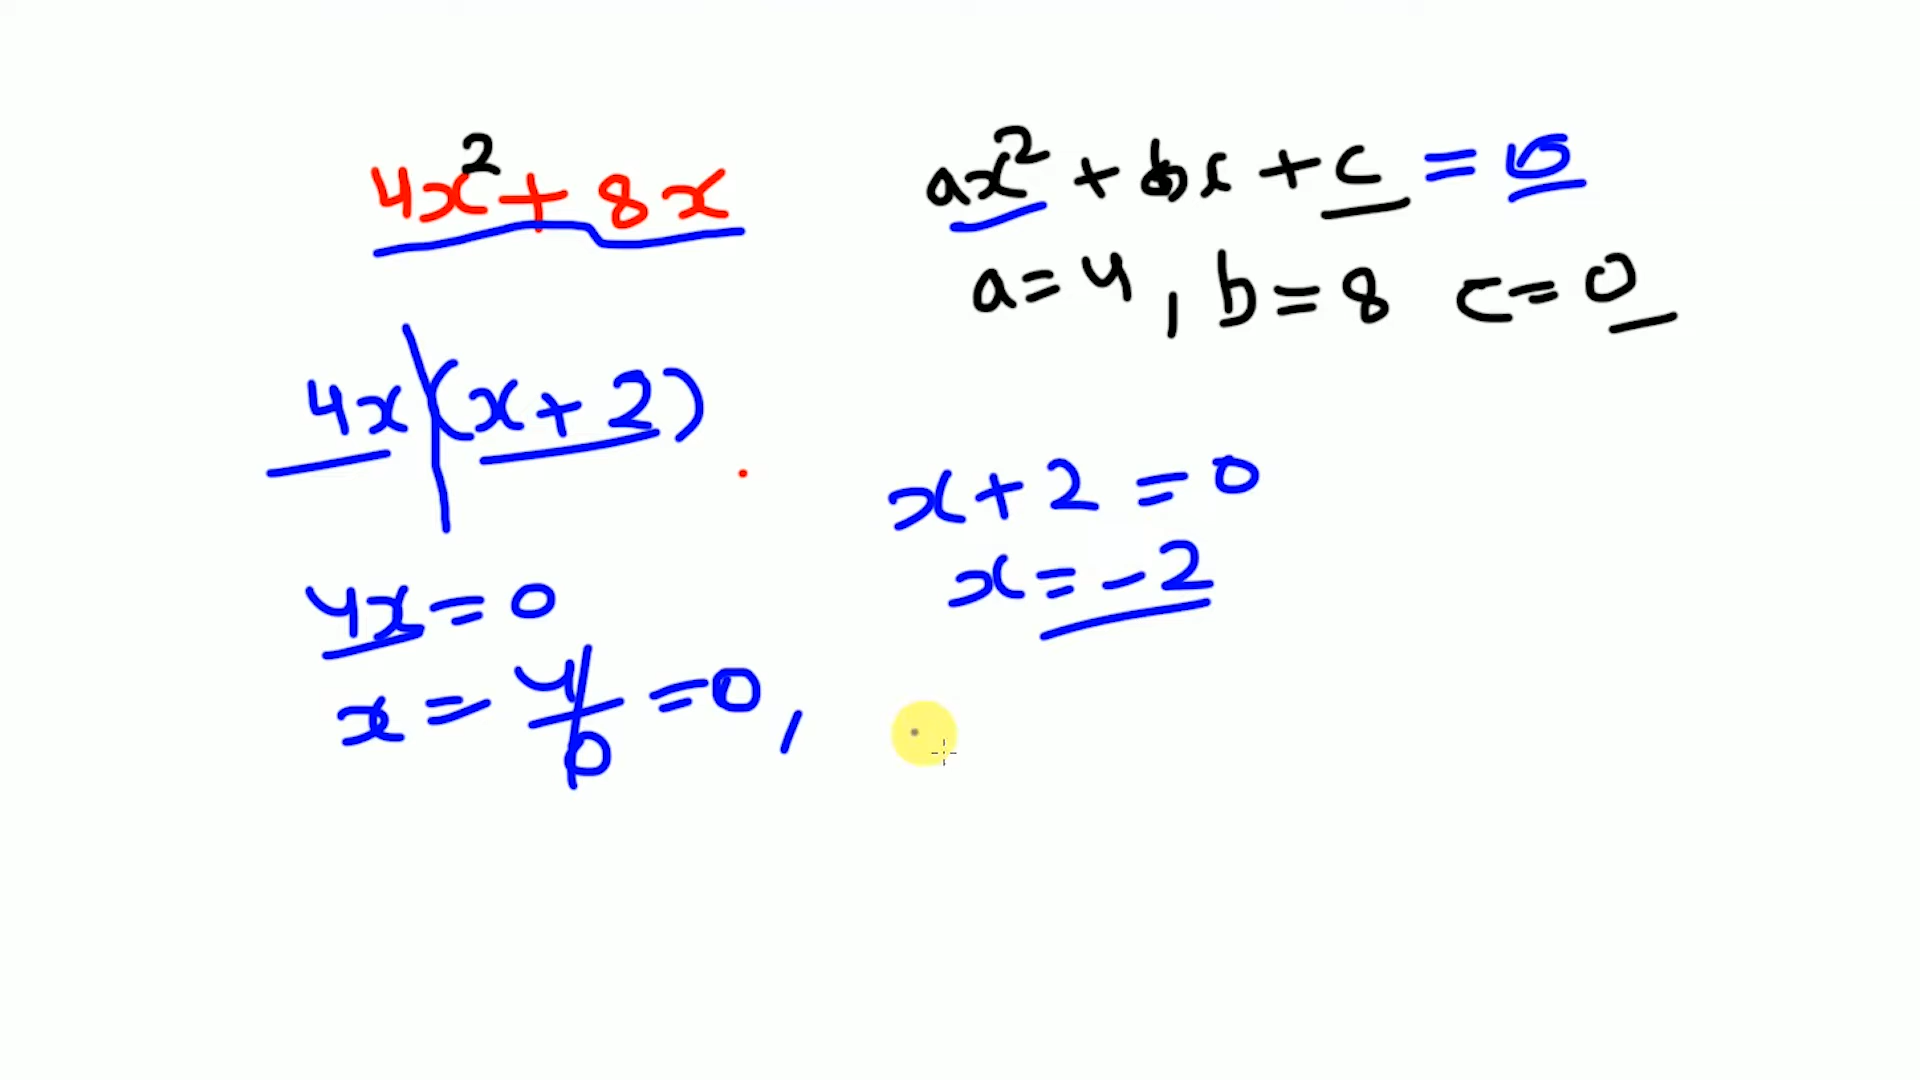 4x² + 8x
ax² + bx + c = 0
a = 4, b = 8 c = 0
4x (x + 2)
x + 2 = 0
x = -2
4x = 0
x = 4/0 = 0,